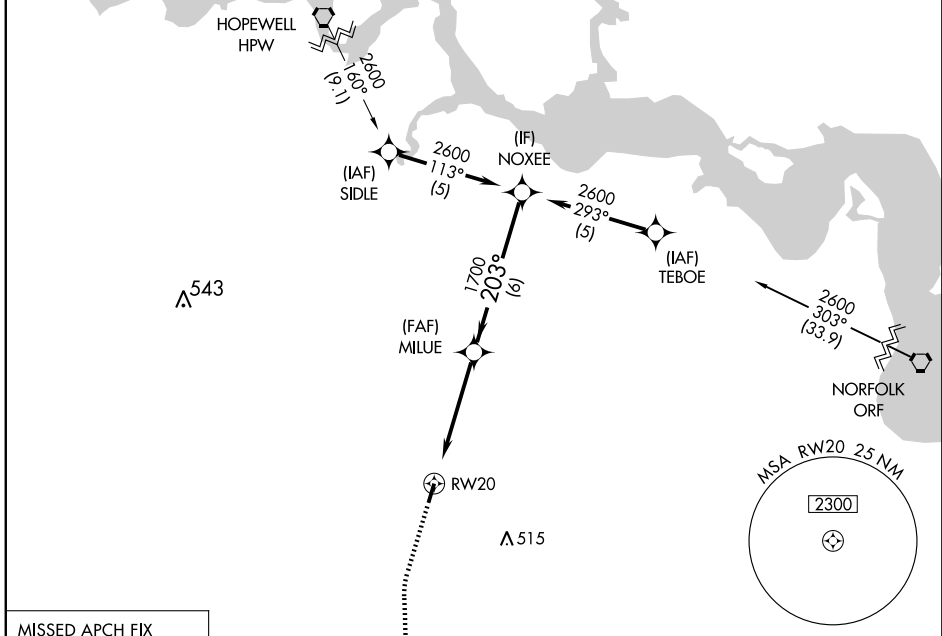 HOPEWELL
HPW
2600
160°
(9.1)
(IAF)
SIDLE
2600
113°
(5)
(IF)
NOXEE
2600
293°
(5)
(IAF)
TEBOE
1700
203°
(6)
543
(FAF)
MILUE
2600
303°
(33.9)
NORFOLK
ORF
RW20
515
MSA RW20 25 NM
2300
MISSED APCH FIX